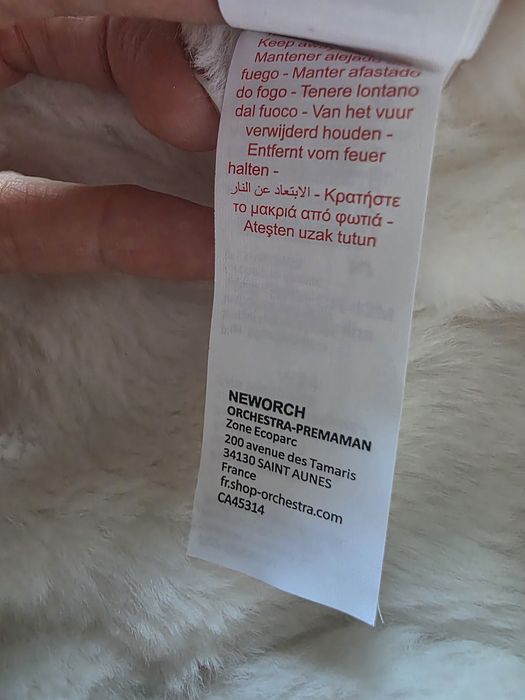 Keep away
Mantener alejado
fuego - Manter afastado
do fogo - Tenere lontano
dal fuoco - Van het vuur
verwijderd houden -
Entfernt vom feuer
halten -
الابتعاد عن النار - Κρατήστε
το μακριά από φωτιά -
Ateşten uzak tutun
NEWORCH
ORCHESTRA-PREMAMAN
Zone Ecoparc
200 avenue des Tamaris
34130 SAINT AUNES
France
fr.shop-orchestra.com
CA45314